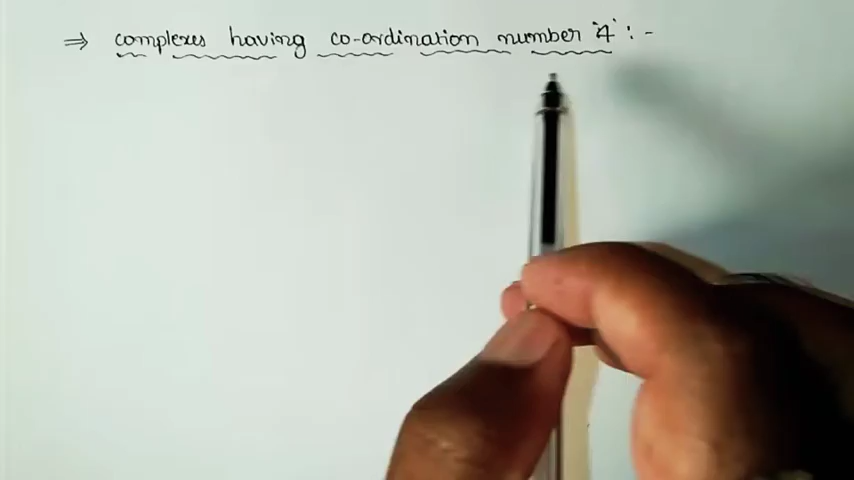 ⇒ complexes having co-ordination number '4' :-